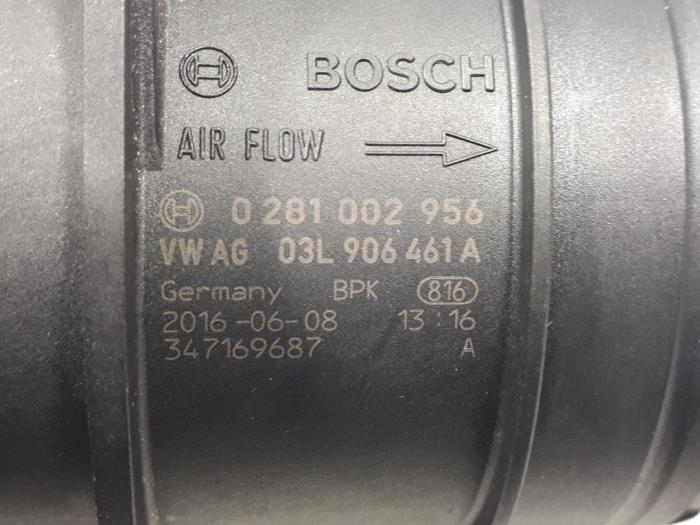 BOSCH
AIR FLOW
0 281 002 956
VW AG 03L 906 461 A
Germany BPK 816
2016-06-08 13:16
347169687 A